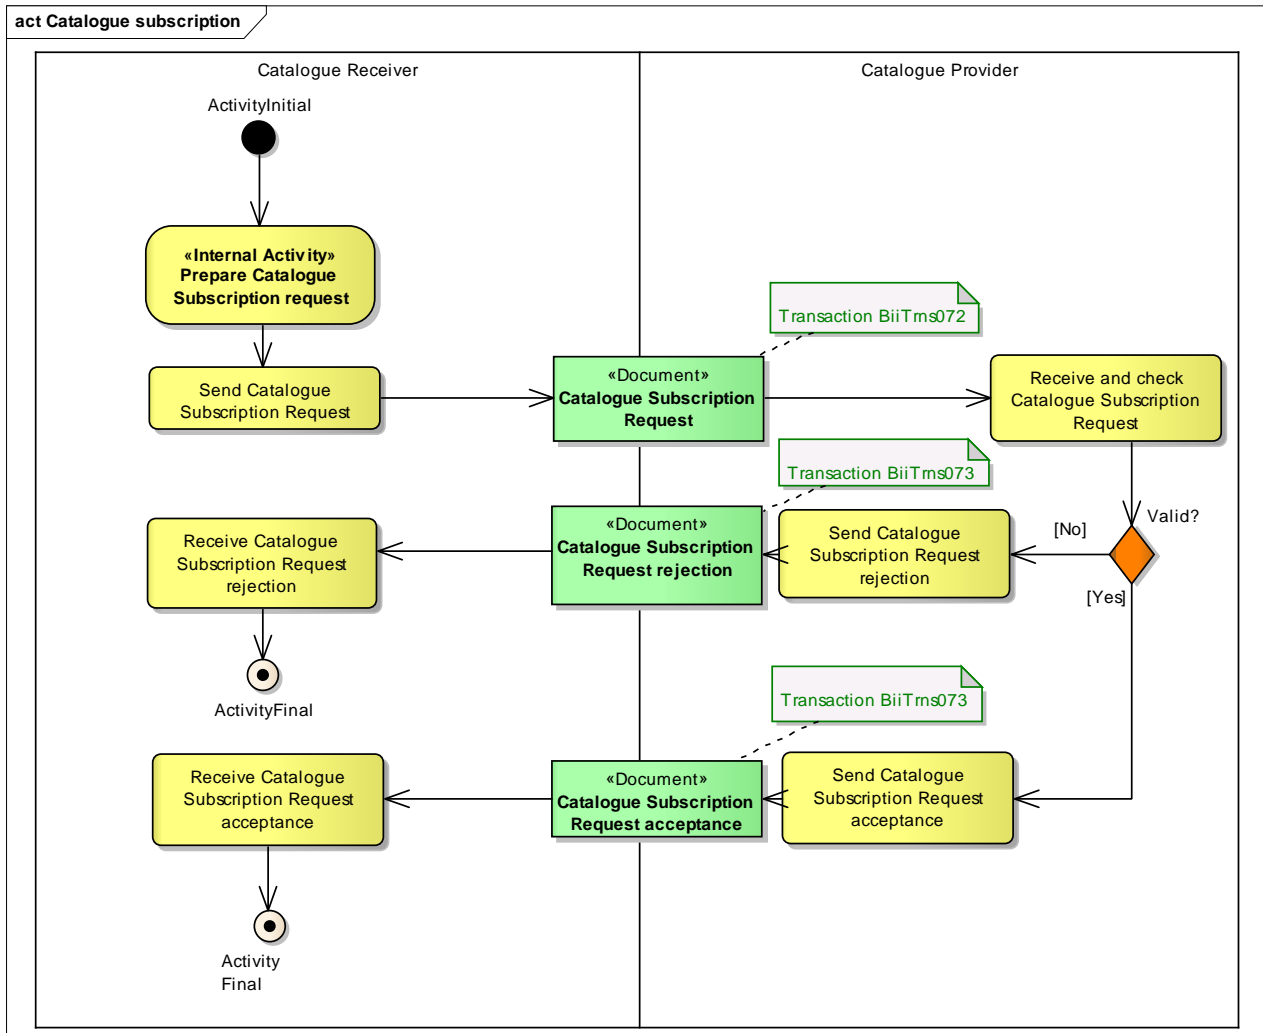 act Catalogue subscription
Catalogue Receiver
Catalogue Provider
ActivityInitial
«Internal Activity»
Prepare Catalogue
Subscription request
Transaction BiiTrns072
Send Catalogue
Subscription Request
«Document»
Catalogue Subscription
Request
Receive and check
Catalogue Subscription
Request
Transaction BiiTrns073
Valid?
[No]
[Yes]
Send Catalogue
Subscription Request
rejection
«Document»
Catalogue Subscription
Request rejection
Receive Catalogue
Subscription Request
rejection
ActivityFinal
Transaction BiiTrns073
Send Catalogue
Subscription Request
acceptance
«Document»
Catalogue Subscription
Request acceptance
Receive Catalogue
Subscription Request
acceptance
Activity
Final